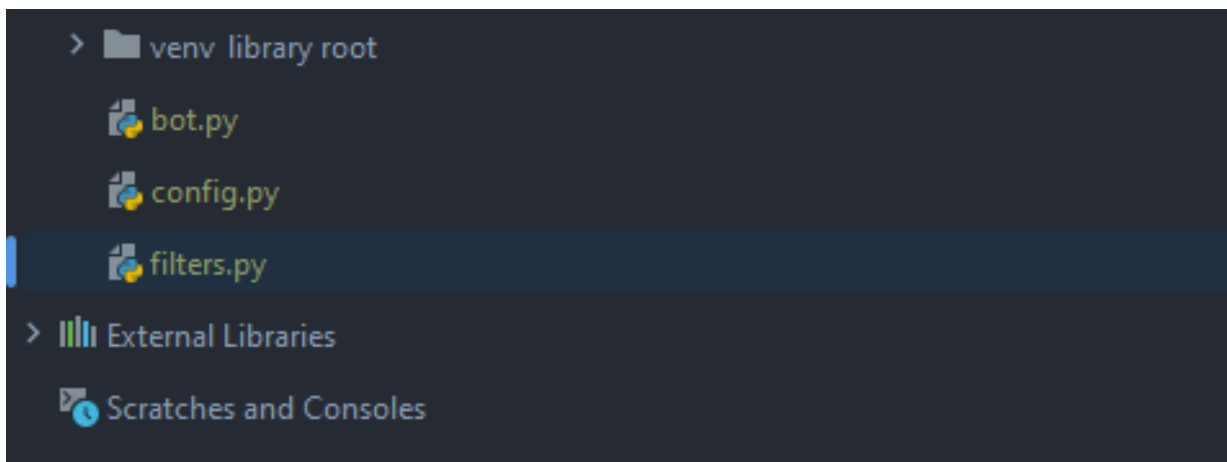 venv library root
bot.py
config.py
filters.py
External Libraries
Scratches and Consoles